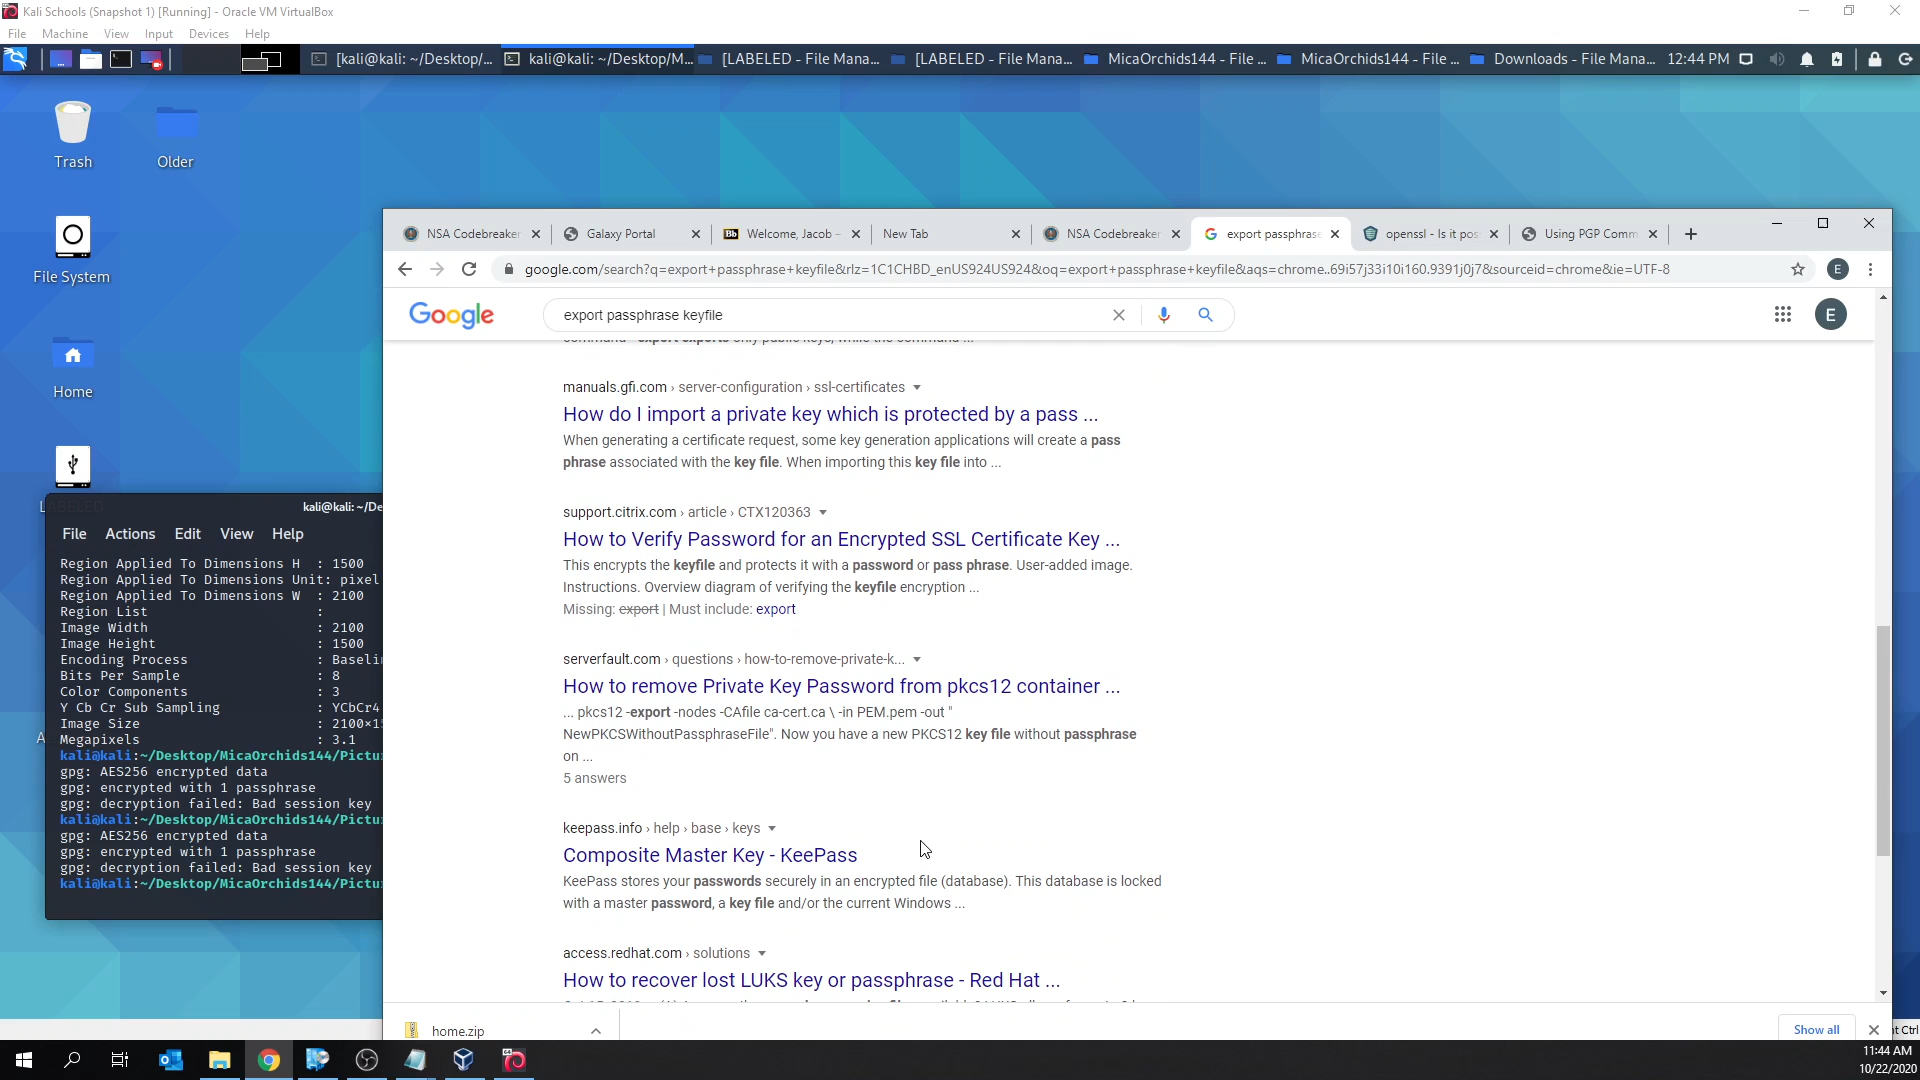 Kali Schools (Snapshot 1) [Running] - Oracle VM VirtualBox
File Machine View Input Devices Help
[kali@kali: ~/Desktop/... kali@kali: ~/Desktop/M... [LABELED - File Mana... [LABELED - File Mana... MicaOrchids144 - File ... MicaOrchids144 - File ... Downloads - File Mana... 12:44 PM
Trash
Older
File System
Home
NSA Codebreaker Galaxy Portal Bb Welcome, Jacob – New Tab NSA Codebreaker export passphrase openssl - Is it pos Using PGP Comm
google.com/search?q=export+passphrase+keyfile&rlz=1C1CHBD_enUS924US924&oq=export+passphrase+keyfile&aqs=chrome..69i57j33i10i160.9391j0j7&sourceid=chrome&ie=UTF-8
E
Google
export passphrase keyfile
E
manuals.gfi.com › server-configuration › ssl-certificates
How do I import a private key which is protected by a pass ...
When generating a certificate request, some key generation applications will create a pass
phrase associated with the key file. When importing this key file into ...
support.citrix.com › article › CTX120363
How to Verify Password for an Encrypted SSL Certificate Key ...
This encrypts the keyfile and protects it with a password or pass phrase. User-added image.
Instructions. Overview diagram of verifying the keyfile encryption ...
Missing: export | Must include: export
serverfault.com › questions › how-to-remove-private-k...
How to remove Private Key Password from pkcs12 container ...
... pkcs12 -export -nodes -CAfile ca-cert.ca \ -in PEM.pem -out "
NewPKCSWithoutPassphraseFile". Now you have a new PKCS12 key file without passphrase
on ...
5 answers
keepass.info › help › base › keys
Composite Master Key - KeePass
KeePass stores your passwords securely in an encrypted file (database). This database is locked
with a master password, a key file and/or the current Windows ...
access.redhat.com › solutions
How to recover lost LUKS key or passphrase - Red Hat ...
home.zip
Show all
kali@kali: ~/De
File Actions Edit View Help
Region Applied To Dimensions H : 1500
Region Applied To Dimensions Unit: pixel
Region Applied To Dimensions W : 2100
Region List :
Image Width : 2100
Image Height : 1500
Encoding Process : Baseli
Bits Per Sample : 8
Color Components : 3
Y Cb Cr Sub Sampling : YCbCr4
Image Size : 2100×1
Megapixels : 3.1
kali@kali:~/Desktop/MicaOrchids144/Pictu
gpg: AES256 encrypted data
gpg: encrypted with 1 passphrase
gpg: decryption failed: Bad session key
kali@kali:~/Desktop/MicaOrchids144/Pictu
gpg: AES256 encrypted data
gpg: encrypted with 1 passphrase
gpg: decryption failed: Bad session key
kali@kali:~/Desktop/MicaOrchids144/Pictu
Ctrl
11:44 AM
10/22/2020